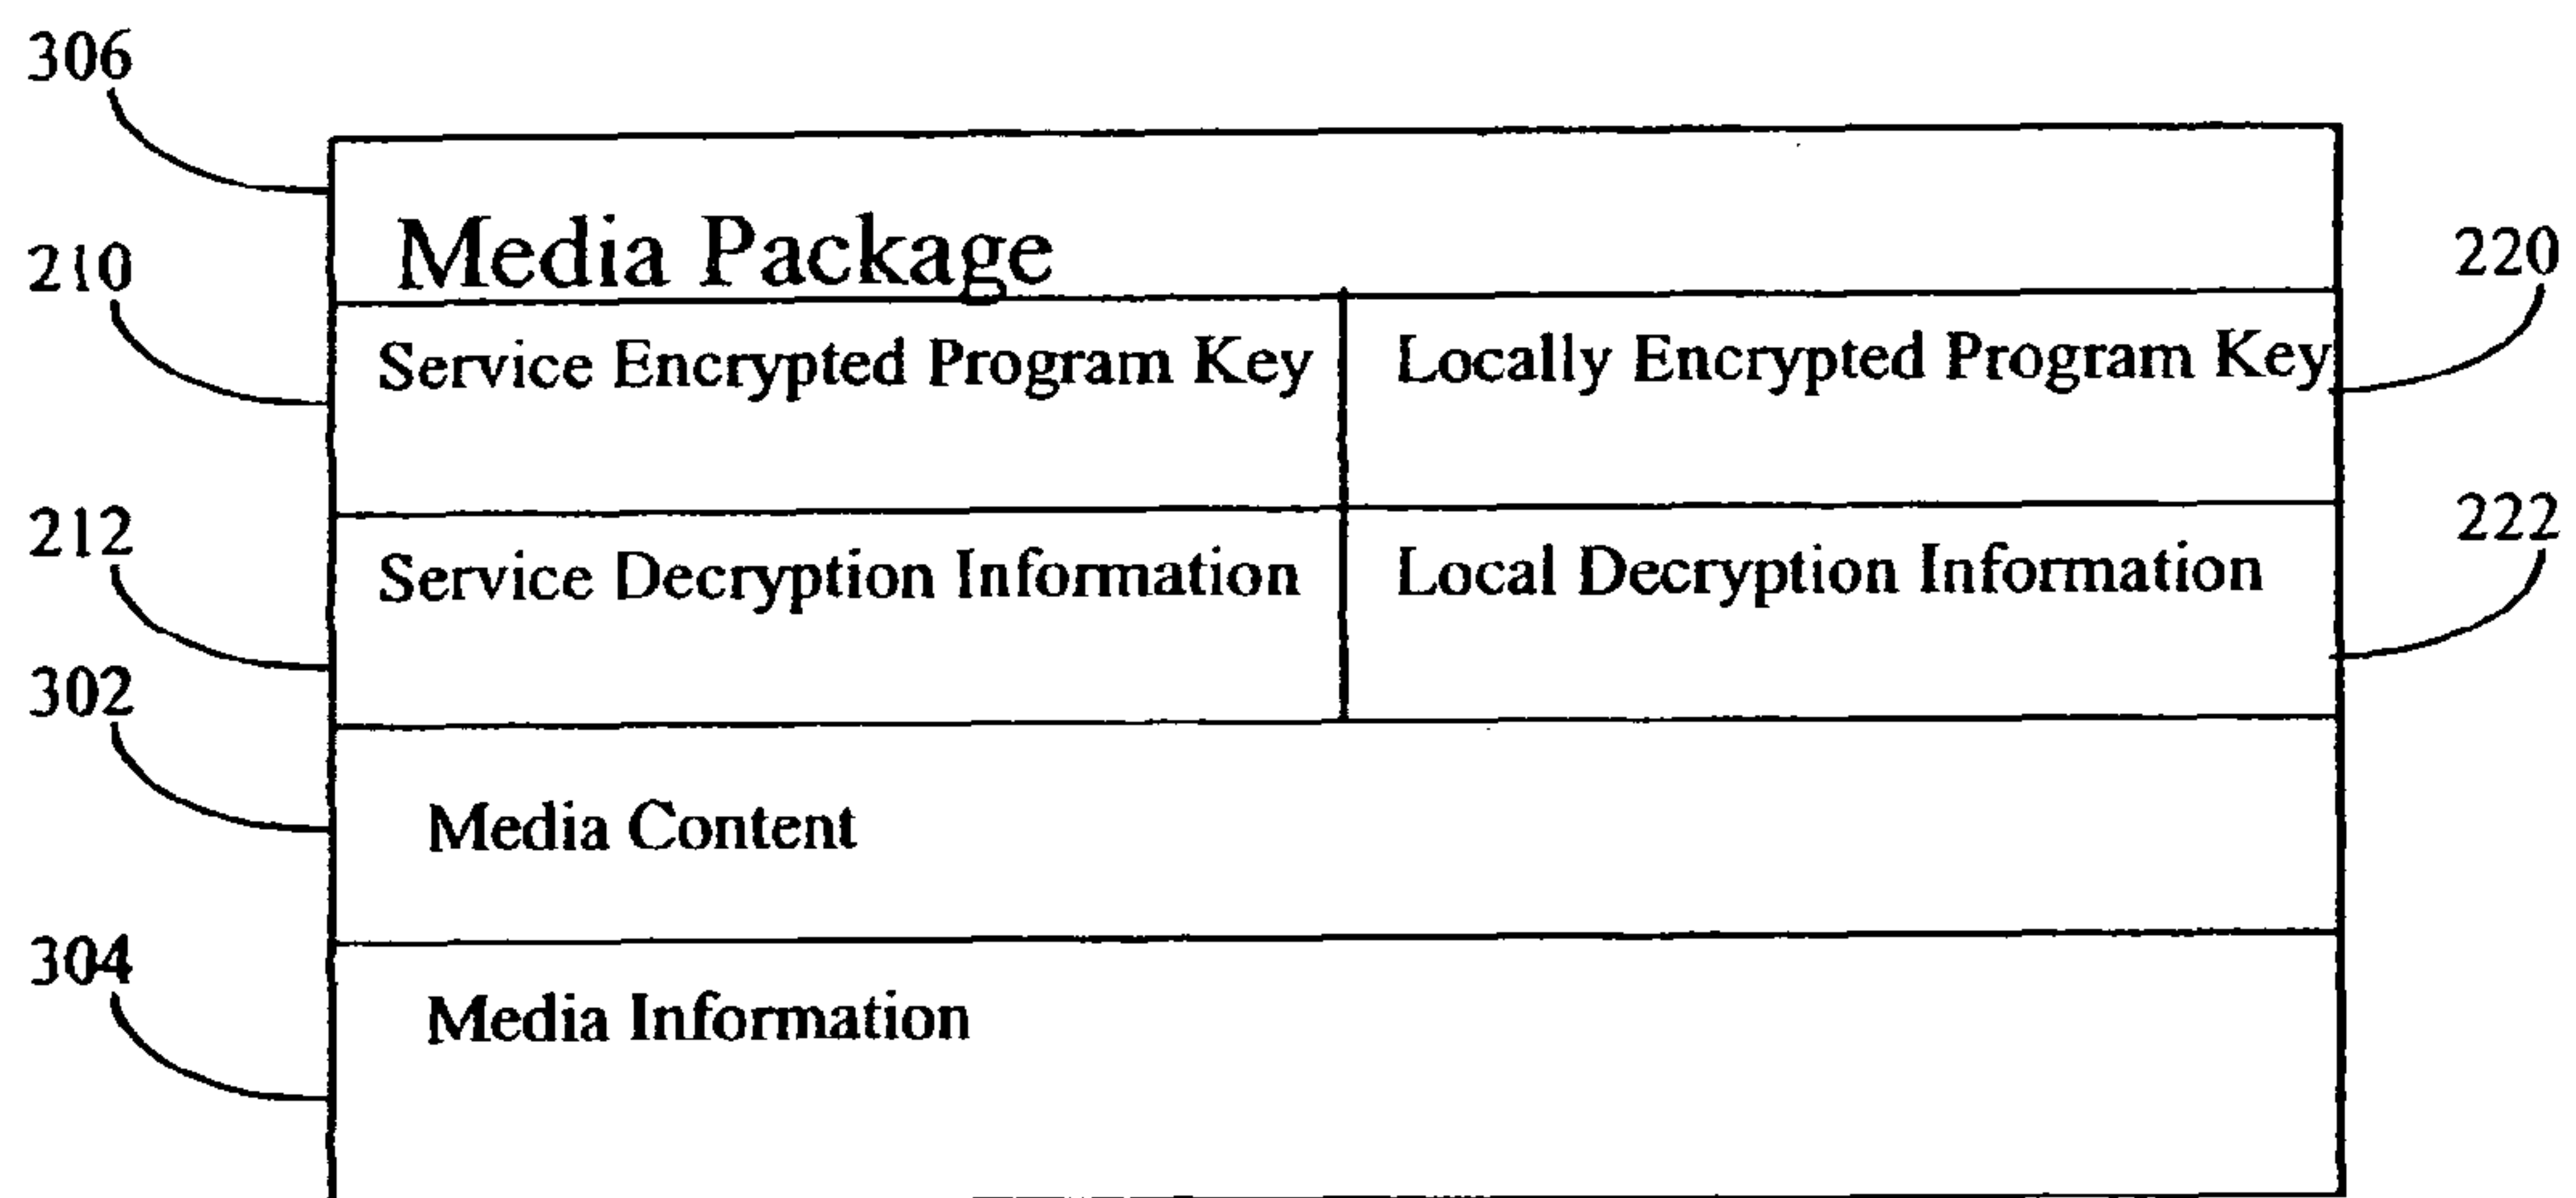 306
Media Package
210
220
Service Encrypted Program Key
Locally Encrypted Program Key
212
222
Service Decryption Information
Local Decryption Information
302
Media Content
304
Media Information